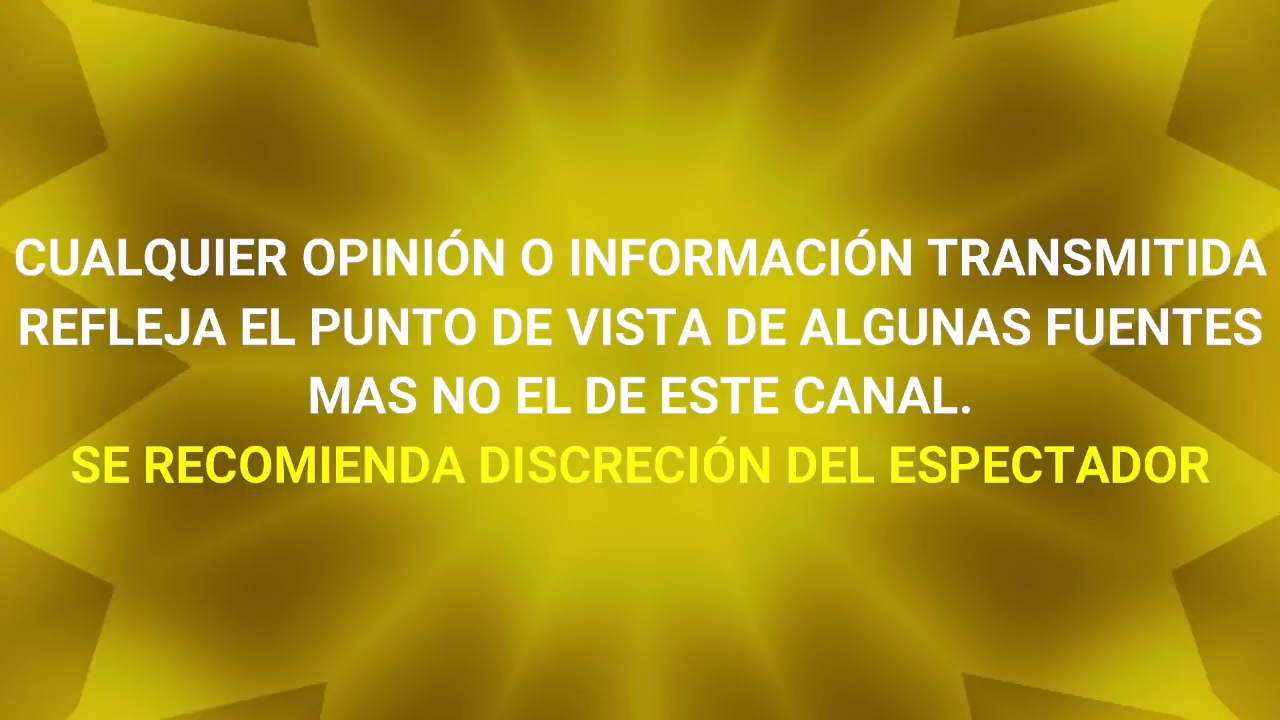 CUALQUIER OPINIÓN O INFORMACIÓN TRANSMITIDA
REFLEJA EL PUNTO DE VISTA DE ALGUNAS FUENTES
MAS NO EL DE ESTE CANAL.
SE RECOMIENDA DISCRECIÓN DEL ESPECTADOR